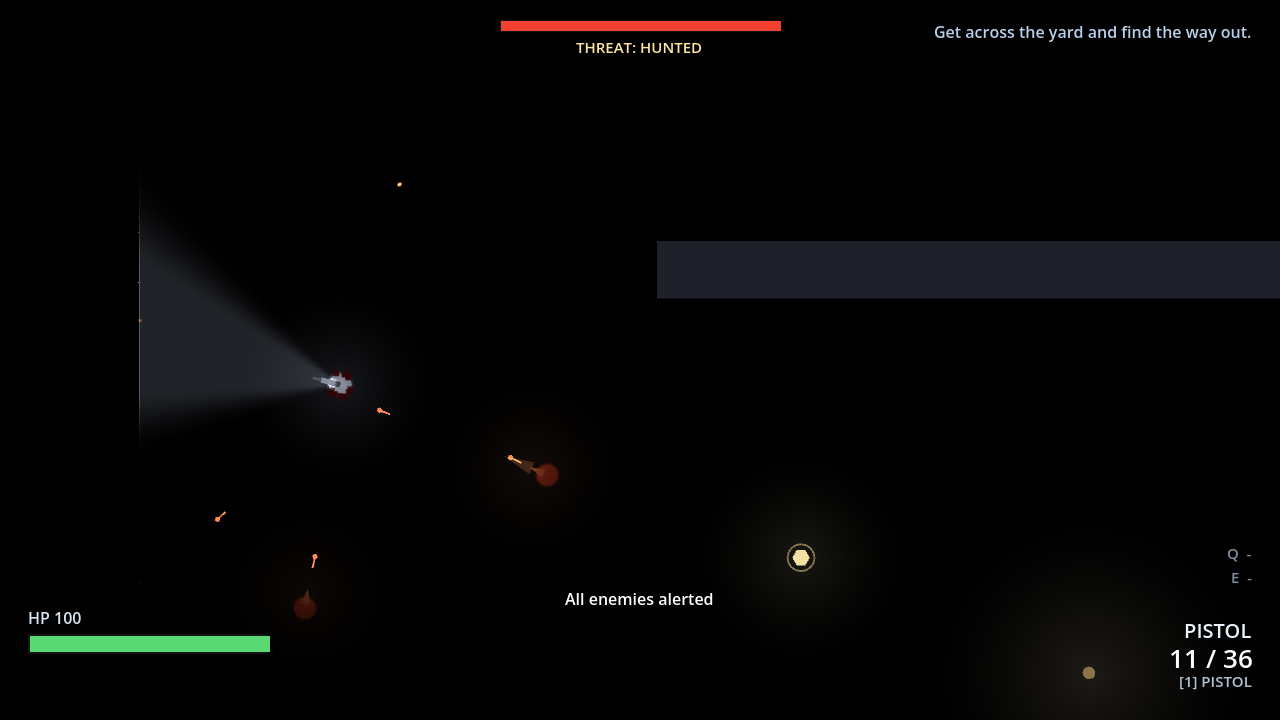 Get across the yard and find the way out.
THREAT: HUNTED
Q -
E -
All enemies alerted
HP 100
PISTOL
11 / 36
[1] PISTOL